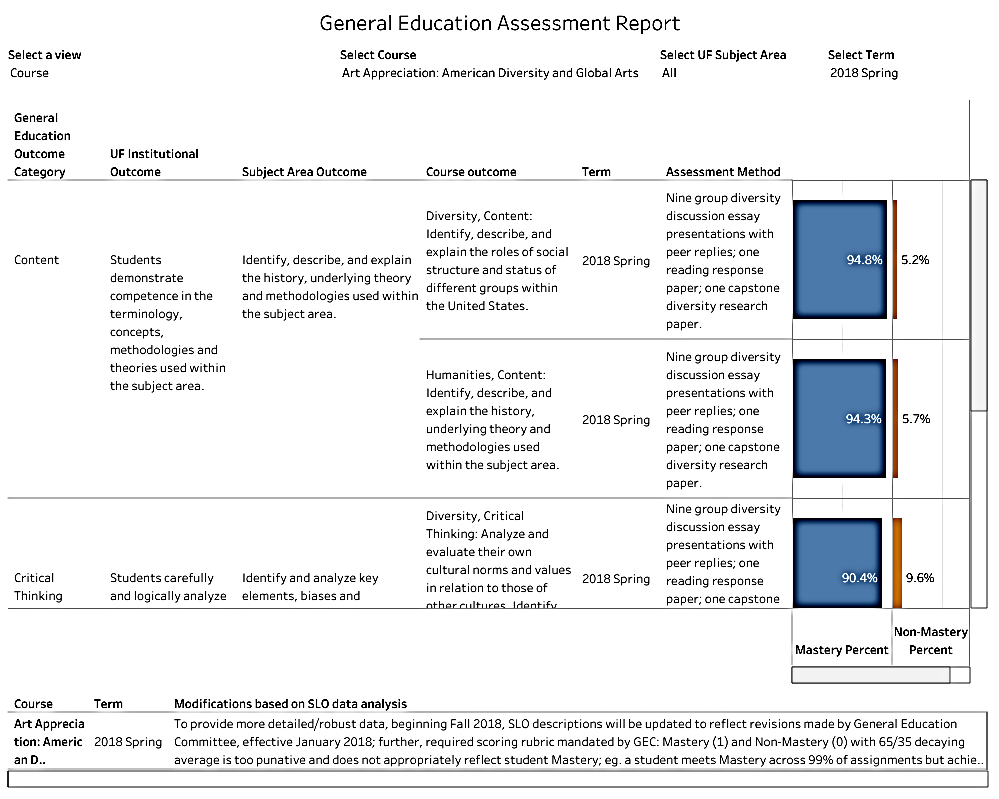 General Education Assessment Report
Select a view
Course
Select Course
Art Appreciation: American Diversity and Global Arts
Select UF Subject Area
All
Select Term
2018 Spring
General
Education
Outcome
Category
UF Institutional
Outcome
Subject Area Outcome
Course outcome
Term
Assessment Method
Content
Students
demonstrate
competence in the
terminology,
concepts,
methodologies and
theories used within
the subject area.
Identify, describe, and explain
the history, underlying theory
and methodologies used within
the subject area.
Diversity, Content:
Identify, describe, and
explain the roles of social
structure and status of
different groups within
the United States.
2018 Spring
Nine group diversity
discussion essay
presentations with
peer replies; one
reading response
paper; one capstone
diversity research
paper.
94.8%
5.2%
Humanities, Content:
Identify, describe, and
explain the history,
underlying theory and
methodologies used
within the subject area.
2018 Spring
Nine group diversity
discussion essay
presentations with
peer replies; one
reading response
paper; one capstone
diversity research
paper.
94.3%
5.7%
Critical
Thinking
Students carefully
and logically analyze
Identify and analyze key
elements, biases and
Diversity, Critical
Thinking: Analyze and
evaluate their own
cultural norms and values
in relation to those of
other cultures. Identify
2018 Spring
Nine group diversity
discussion essay
presentations with
peer replies; one
reading response
paper; one capstone
90.4%
9.6%
Mastery Percent
Non-Mastery
Percent
Course
Term
Modifications based on SLO data analysis
Art Apprecia
tion: Americ
an D..
2018 Spring
To provide more detailed/robust data, beginning Fall 2018, SLO descriptions will be updated to reflect revisions made by General Education
Committee, effective January 2018; further, required scoring rubric mandated by GEC: Mastery (1) and Non-Mastery (0) with 65/35 decaying
average is too punative and does not appropriately reflect student Mastery; eg. a student meets Mastery across 99% of assignments but achie..